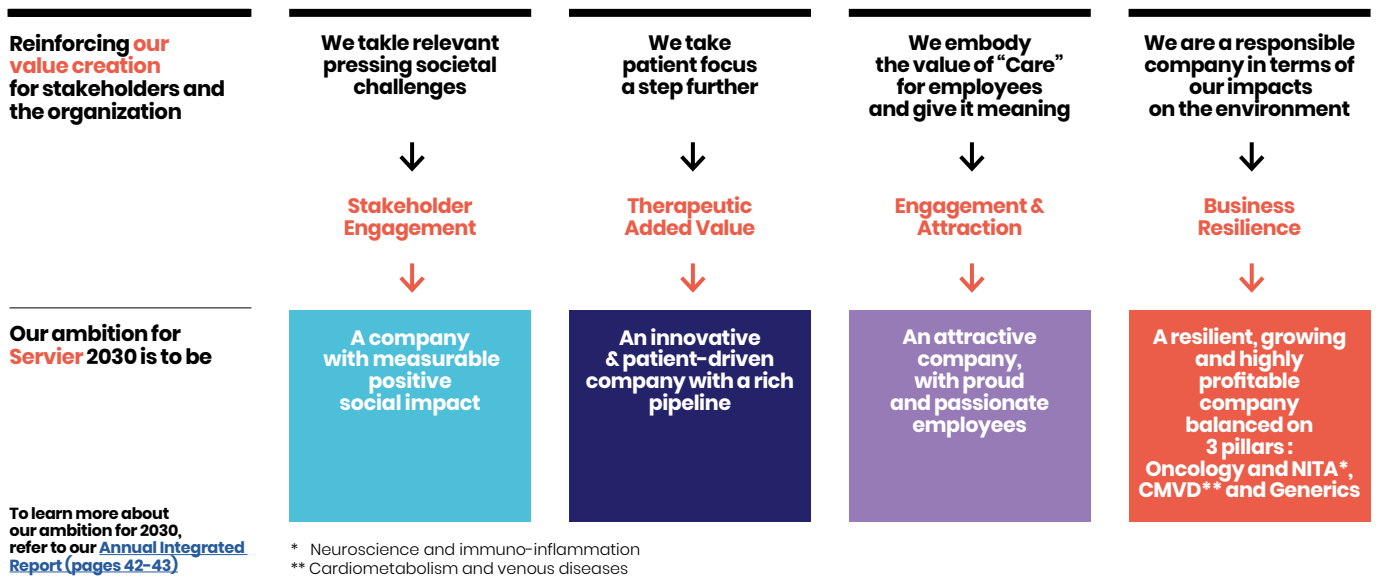 Reinforcing our
value creation
for stakeholders and
the organization
We takle relevant
pressing societal
challenges
We take
patient focus
a step further
We embody
the value of “Care”
for employees
and give it meaning
We are a responsible
company in terms of
our impacts
on the environment
Stakeholder
Engagement
Therapeutic
Added Value
Engagement &
Attraction
Business
Resilience
Our ambition for
Servier 2030 is to be
A company
with measurable
positive
social impact
An innovative
& patient-driven
company with a rich
pipeline
An attractive
company,
with proud
and passionate
employees
A resilient, growing
and highly
profitable
company
balanced on
3 pillars :
Oncology and NITA*,
CMVD** and Generics
To learn more about
our ambition for 2030,
refer to our Annual Integrated
Report (pages 42-43)
* Neuroscience and immuno-inflammation
** Cardiometabolism and venous diseases